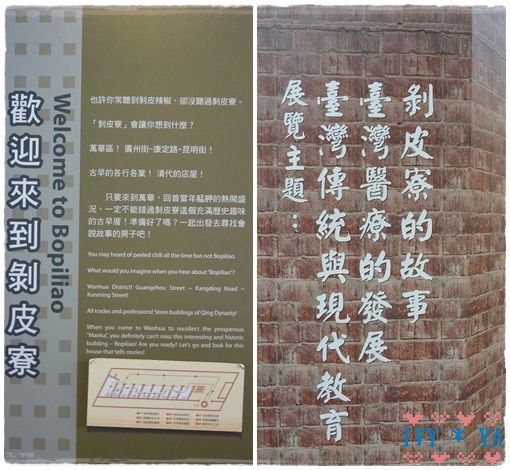 歡迎來到剝皮寮
Welcome to Bopiliao
也許你常聽到剝皮辣椒，卻沒聽過剝皮寮。
「剝皮寮」會讓你想到什麼？
萬華區！廣州街~康定路~昆明街！
古早的各行各業！清代的店屋！
只要來到萬華，回首當年艋舺的熱鬧盛
況，一定不能錯過剝皮寮這個充滿歷史趣味
的古早厝！準備好了嗎？一起出發去尋找會
說故事的房子吧！
You may heard of peeled chili all the time but not Bopiliao.
What would you imagine when you hear about "Bopiliao"?
Wanhua District! Guangzhou Street – Kangding Road –
Kunming Street!
All trades and professions! Store buildings of Qing Dynasty!
When you come to Wanhua to recollect the prosperous
"Manka", you definitely can't miss this interesting and historic
building – Bopiliao! Are you ready? Let's go and look for this
house that tells stories!
剝皮寮的故事
臺灣醫療的發展
臺灣傳統與現代教育
展覽主題：
IVY * YA